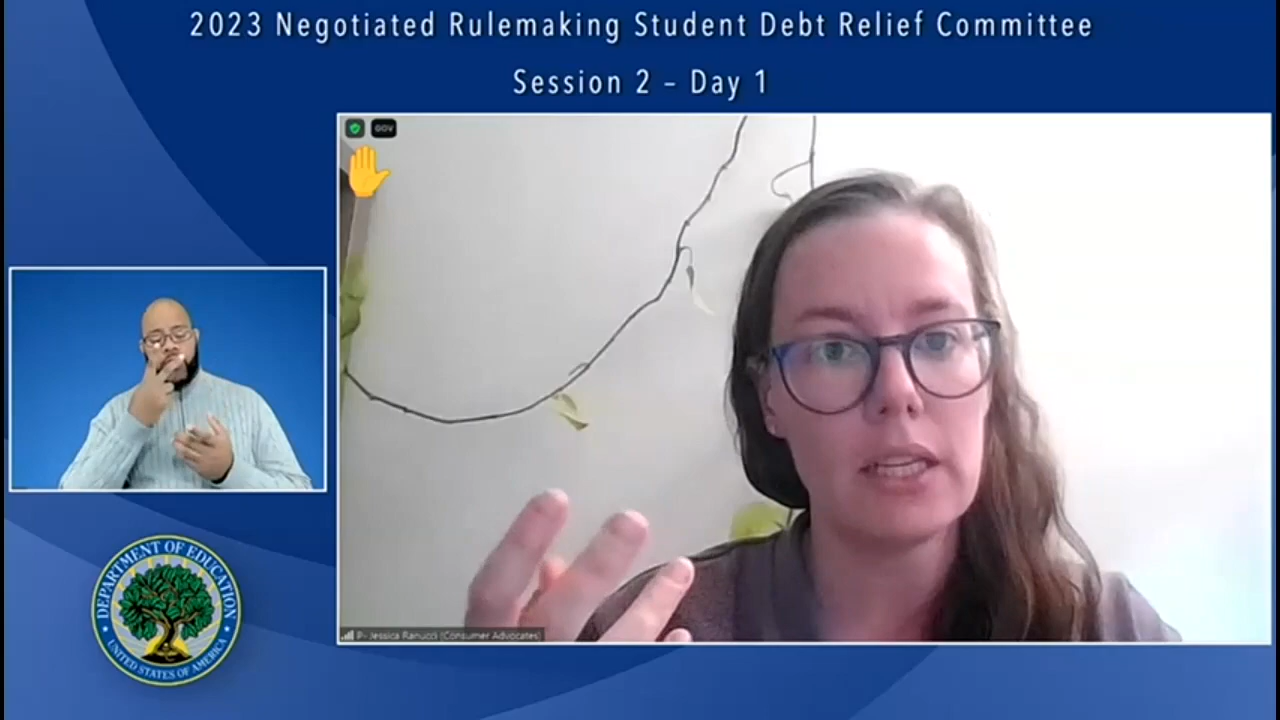 2023 Negotiated Rulemaking Student Debt Relief Committee
Session 2 – Day 1
GOV
P- Jessica Ranucci (Consumer Advocates)
DEPARTMENT OF EDUCATION
UNITED STATES OF AMERICA